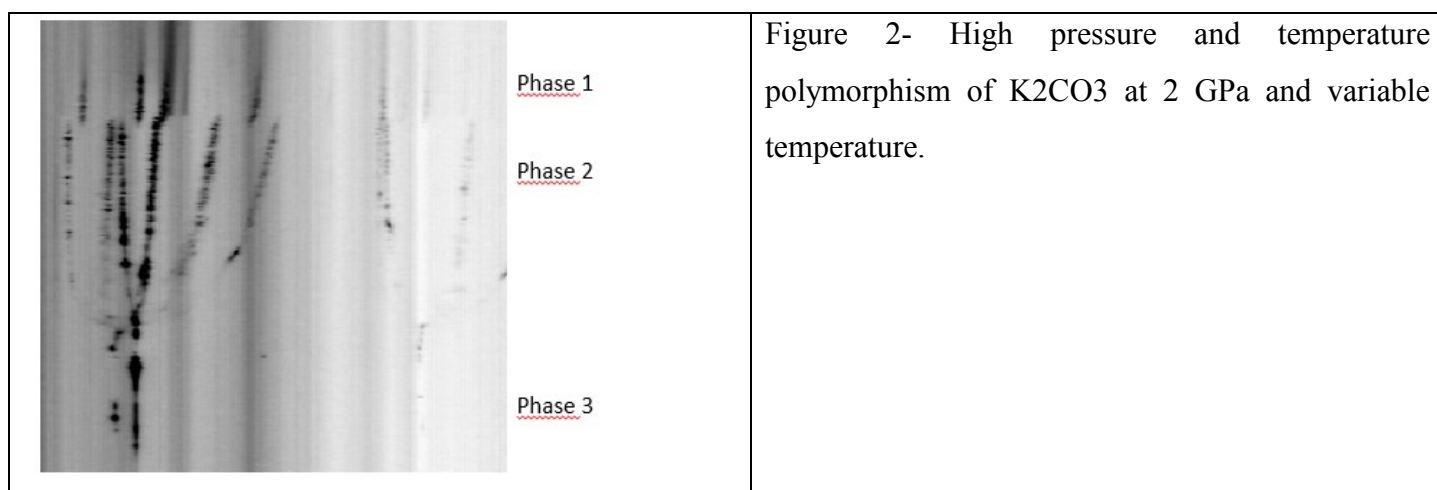 Phase 1
Phase 2
Phase 3
Figure 2- High pressure and temperature
polymorphism of K2CO3 at 2 GPa and variable
temperature.